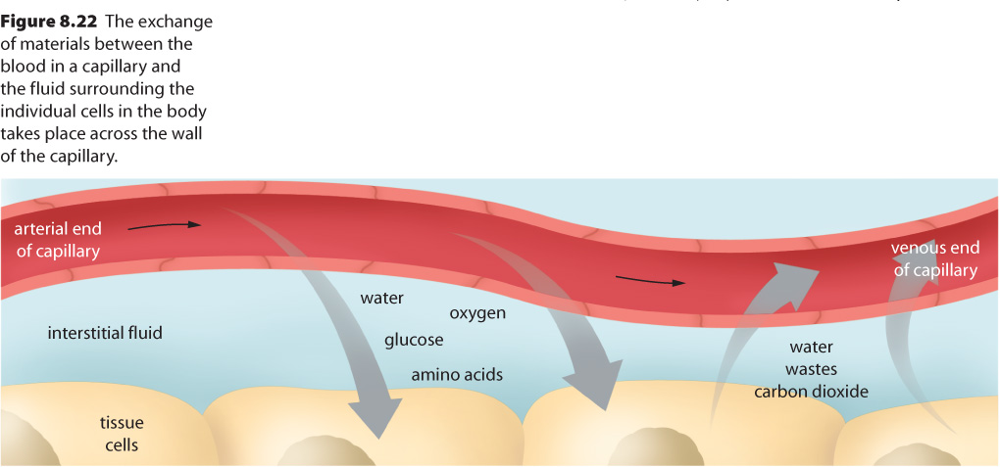 Figure 8.22 The exchange
of materials between the
blood in a capillary and
the fluid surrounding the
individual cells in the body
takes place across the wall
of the capillary.
arterial end
of capillary
venous end
of capillary
water
oxygen
interstitial fluid
glucose
amino acids
water
wastes
carbon dioxide
tissue
cells